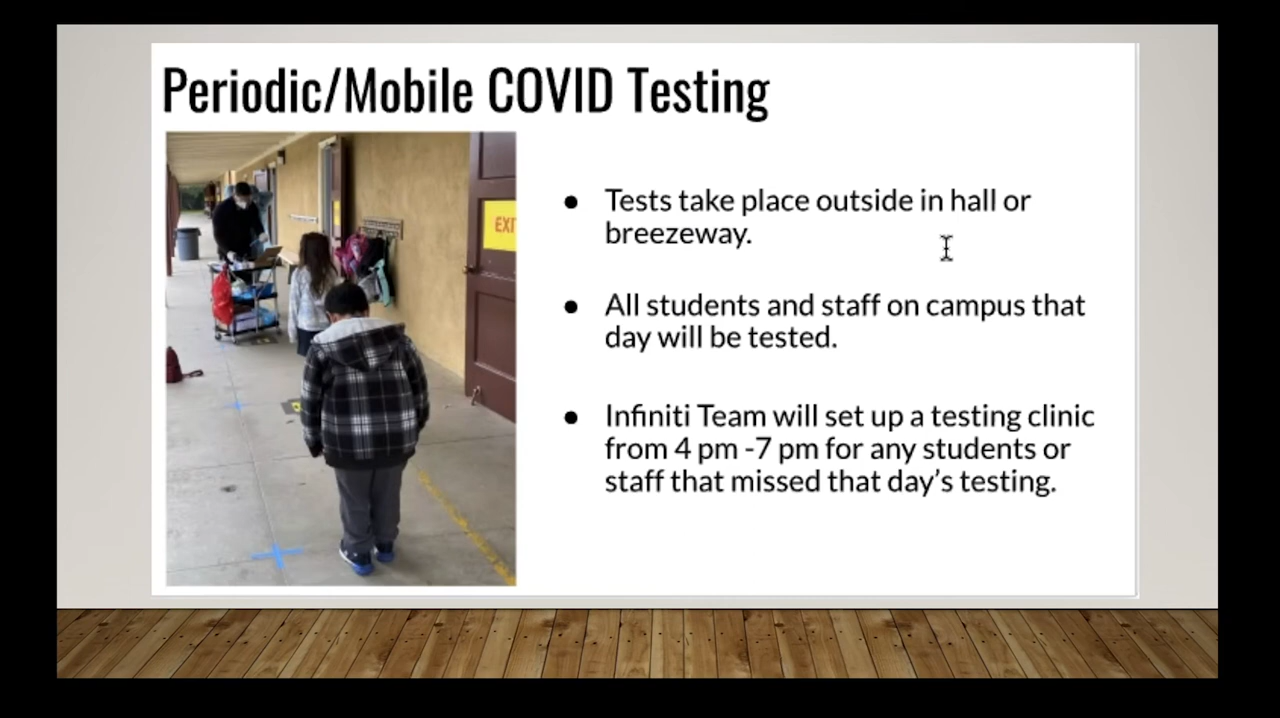 Periodic/Mobile COVID Testing
EXI
● Tests take place outside in hall or
breezeway.
● All students and staff on campus that
day will be tested.
● Infiniti Team will set up a testing clinic
from 4 pm -7 pm for any students or
staff that missed that day’s testing.